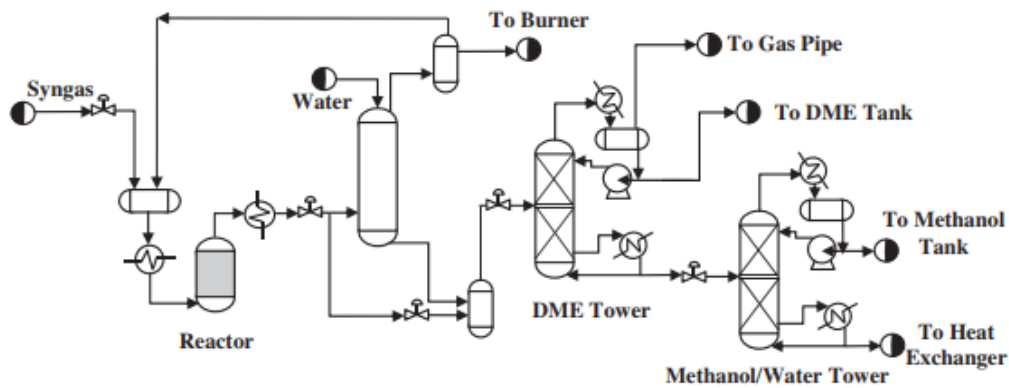 To Burner
To Gas Pipe
Syngas
Water
To DME Tank
To Methanol
Tank
DME Tower
Reactor
To Heat
Exchanger
Methanol/Water Tower